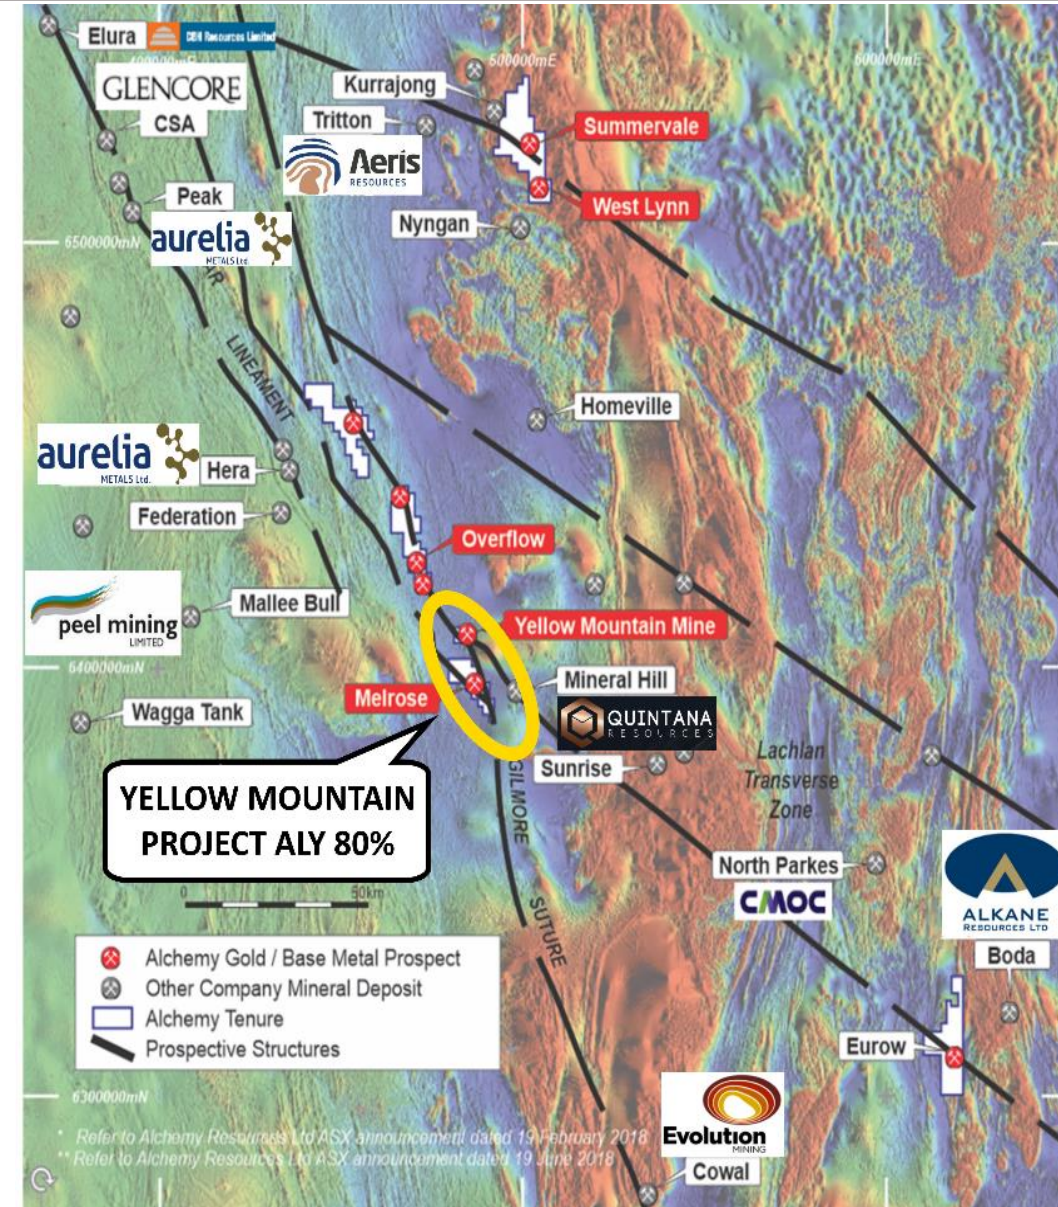 Elura
CBH Resources Limited
400000mE
500000mE
600000mE
GLENCORE
CSA
Kurrajong
Tritton
Aeris
RESOURCES
Summervale
Peak
West Lynn
aurelia
METALS Ltd.
Nyngan
6500000mN
LINEAMENT
Homeville
aurelia
METALS Ltd.
Hera
Federation
Overflow
peel mining
LIMITED
Mallee Bull
Yellow Mountain Mine
6400000mN
Mineral Hill
Melrose
Wagga Tank
QUINTANA
RESOURCES
Sunrise
Lachlan
Transverse
Zone
GILMORE
SUTURE
YELLOW MOUNTAIN
PROJECT ALY 80%
North Parkes
CMOC
0 50km
ALKANE
RESOURCES LTD
Boda
Alchemy Gold / Base Metal Prospect
Other Company Mineral Deposit
Alchemy Tenure
Prospective Structures
Eurow
6300000mN
* Refer to Alchemy Resources Ltd ASX announcement dated 19 February 2018
** Refer to Alchemy Resources Ltd ASX announcement dated 19 June 2018
Evolution
MINING
Cowal